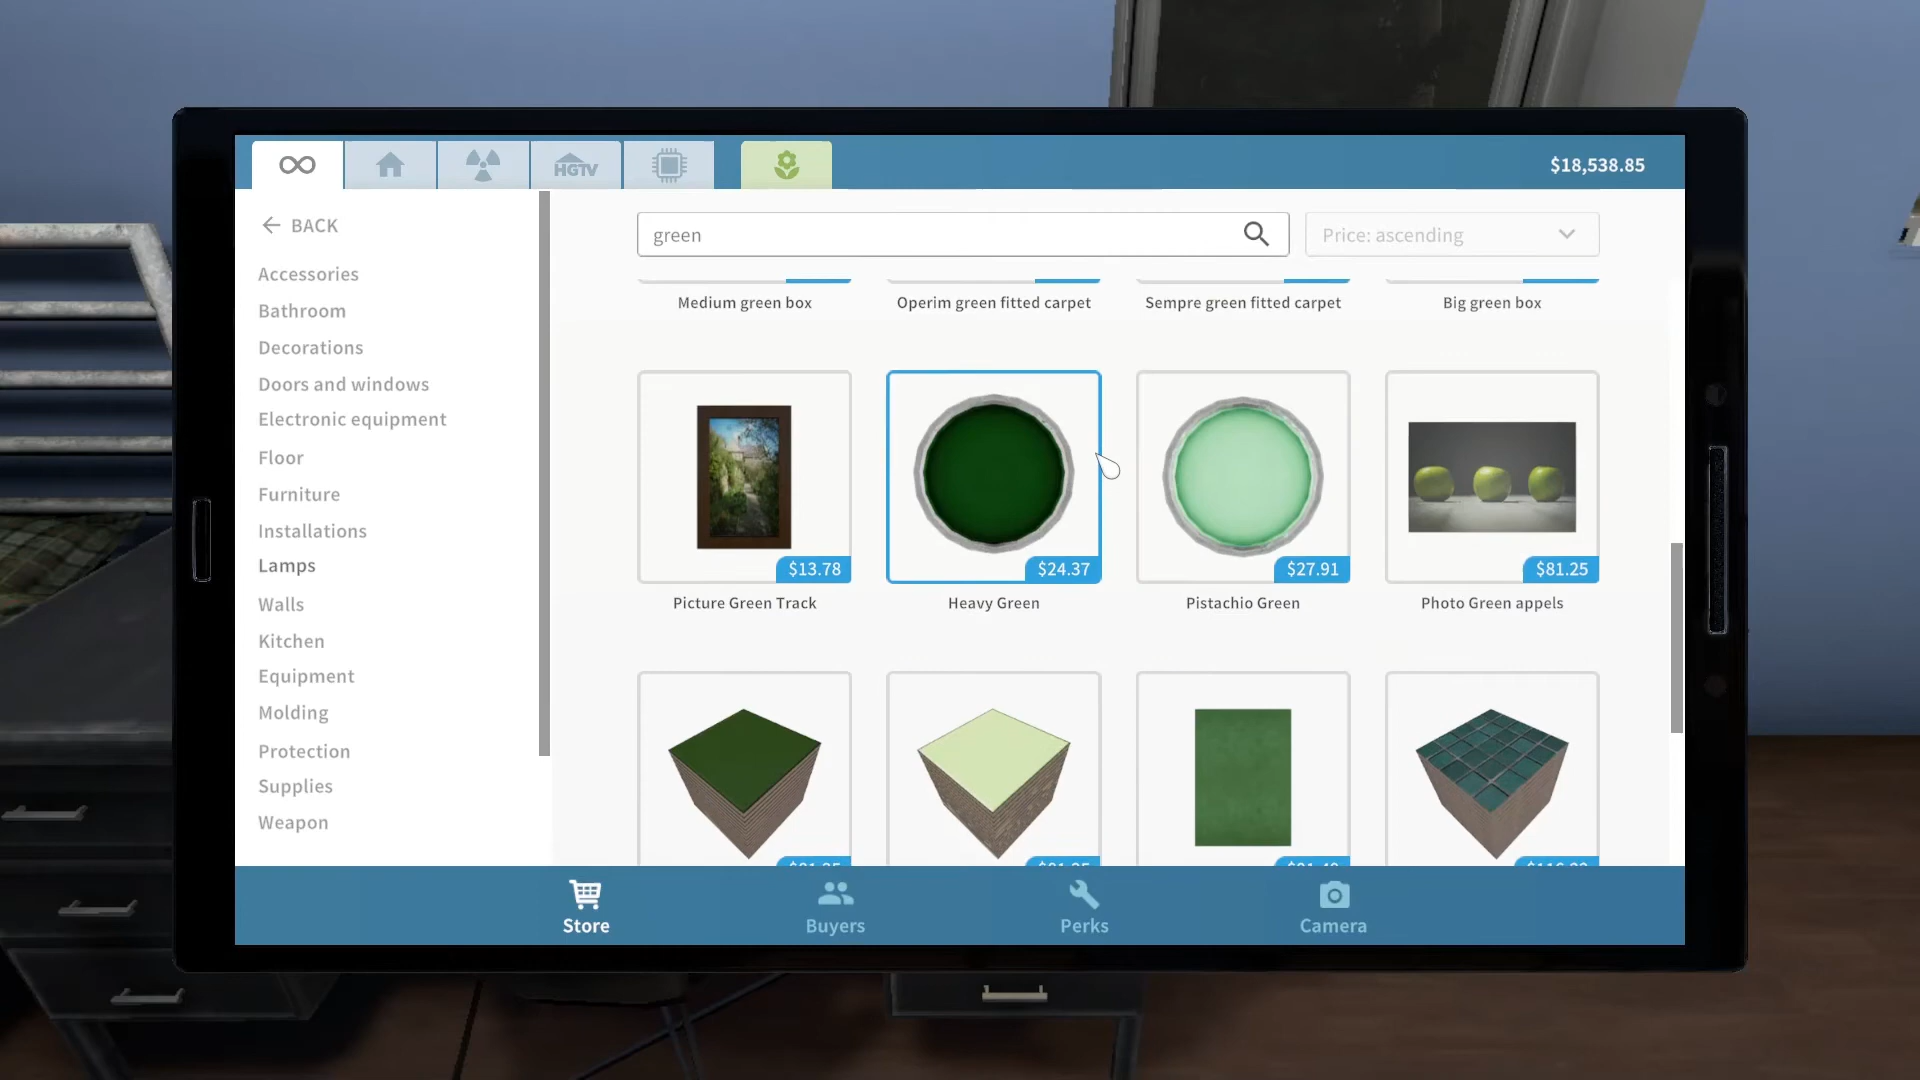 HGTV
$18,538.85
BACK
green
Price: ascending
Accessories
Bathroom
Decorations
Doors and windows
Electronic equipment
Floor
Furniture
Installations
Lamps
Walls
Kitchen
Equipment
Molding
Protection
Supplies
Weapon
Medium green box
Operim green fitted carpet
Sempre green fitted carpet
Big green box
$13.78
$24.37
$27.91
$81.25
Picture Green Track
Heavy Green
Pistachio Green
Photo Green appels
Store
Buyers
Perks
Camera